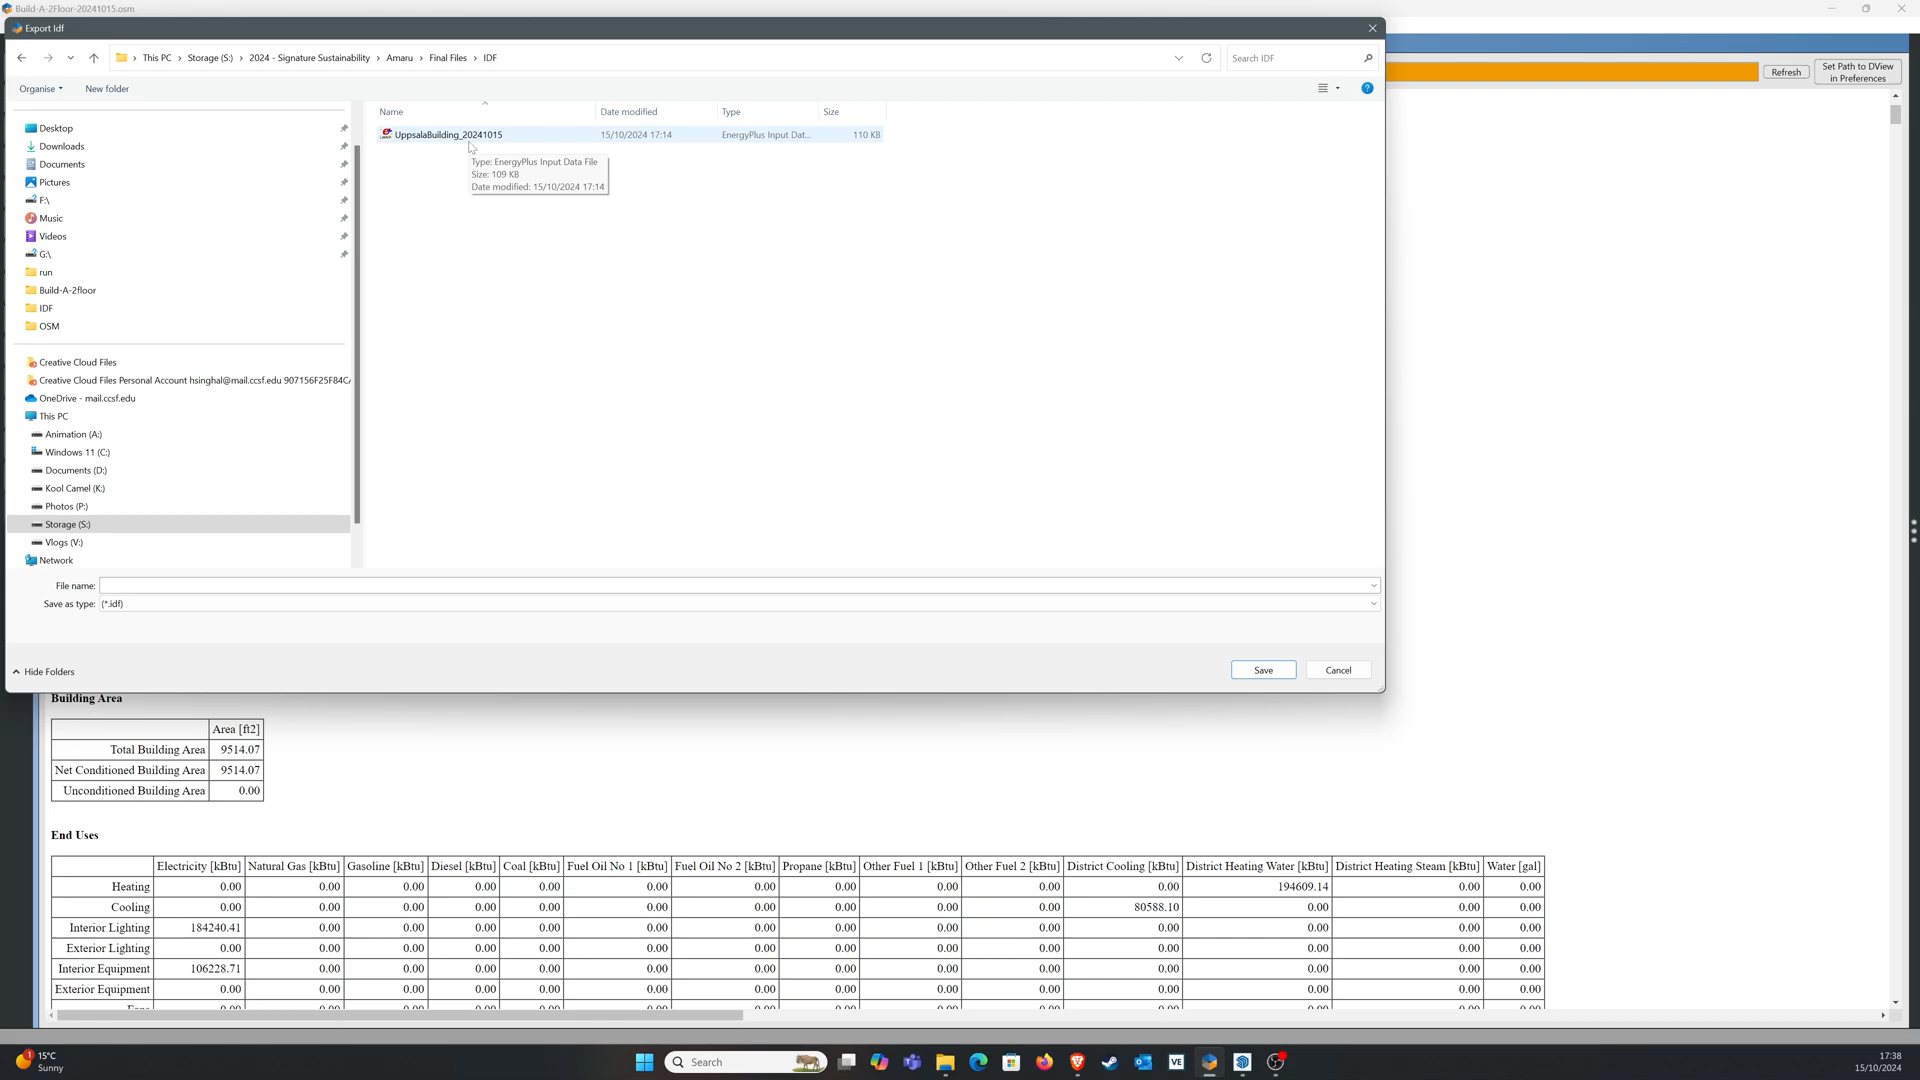 Build-A-2Floor-20241015.osm
Export Idf
This PC > Storage (S:) > 2024 - Signature Sustainability > Amaru > Final Files > IDF
Search IDF
Organise
New folder
Refresh
Set Path to DView
in Preferences
Name Date modified Type Size
UppsalaBuilding_20241015 15/10/2024 17:14 EnergyPlus Input Dat... 110 KB
Type: EnergyPlus Input Data File
Size: 109 KB
Date modified: 15/10/2024 17:14
Desktop
Downloads
Documents
Pictures
F:\
Music
Videos
G:\
run
Build-A-2floor
IDF
OSM
Creative Cloud Files
Creative Cloud Files Personal Account hsinghal@mail.ccsf.edu 907156F25F84C
OneDrive - mail.ccsf.edu
This PC
Animation (A:)
Windows 11 (C:)
Documents (D:)
Kool Camel (K:)
Photos (P:)
Storage (S:)
Vlogs (V:)
Network
File name:
Save as type: (*.idf)
Hide Folders
Save
Cancel
Building Area
Area [ft2]
Total Building Area 9514.07
Net Conditioned Building Area 9514.07
Unconditioned Building Area 0.00
End Uses
Electricity [kBtu] Natural Gas [kBtu] Gasoline [kBtu] Diesel [kBtu] Coal [kBtu] Fuel Oil No 1 [kBtu] Fuel Oil No 2 [kBtu] Propane [kBtu] Other Fuel 1 [kBtu] Other Fuel 2 [kBtu] District Cooling [kBtu] District Heating Water [kBtu] District Heating Steam [kBtu] Water [gal]
Heating 0.00 0.00 0.00 0.00 0.00 0.00 0.00 0.00 0.00 0.00 0.00 194609.14 0.00 0.00
Cooling 0.00 0.00 0.00 0.00 0.00 0.00 0.00 0.00 0.00 0.00 80588.10 0.00 0.00 0.00
Interior Lighting 184240.41 0.00 0.00 0.00 0.00 0.00 0.00 0.00 0.00 0.00 0.00 0.00 0.00 0.00
Exterior Lighting 0.00 0.00 0.00 0.00 0.00 0.00 0.00 0.00 0.00 0.00 0.00 0.00 0.00 0.00
Interior Equipment 106228.71 0.00 0.00 0.00 0.00 0.00 0.00 0.00 0.00 0.00 0.00 0.00 0.00 0.00
Exterior Equipment 0.00 0.00 0.00 0.00 0.00 0.00 0.00 0.00 0.00 0.00 0.00 0.00 0.00 0.00
1
15°C
Sunny
Search
VE
17:38
15/10/2024